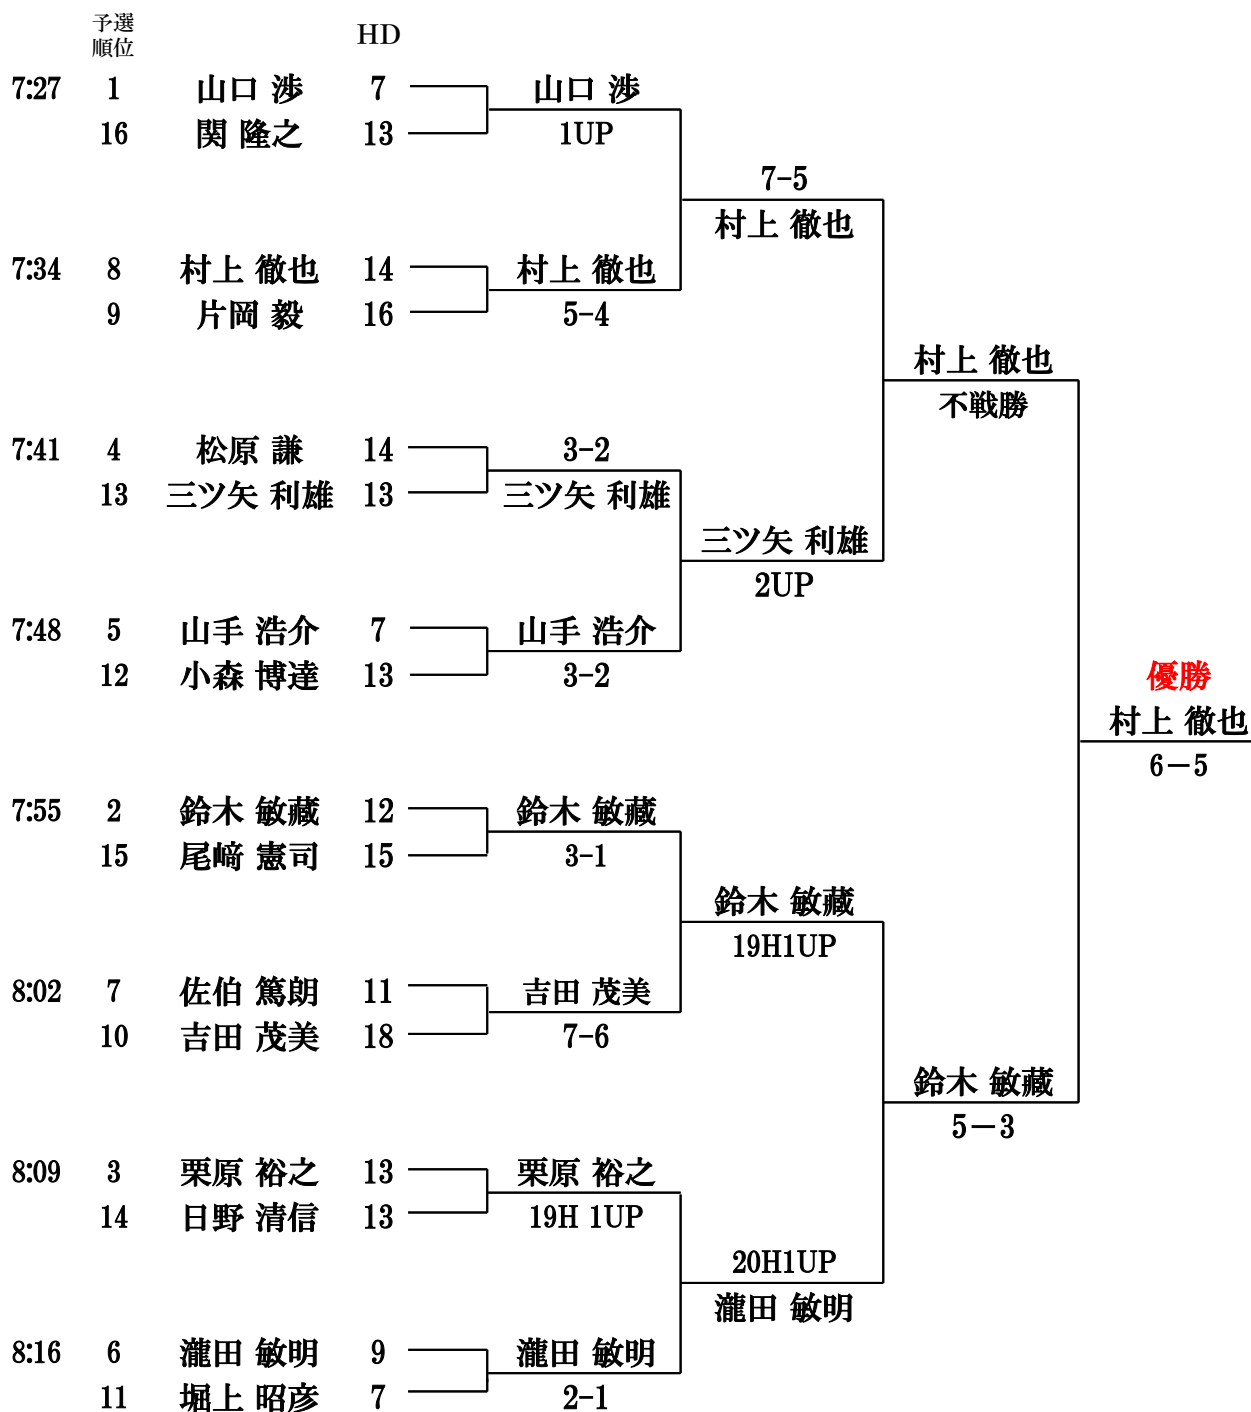 予選
順位 HD
7:27 1 山口 渉 7 山口 渉
16 関 隆之 13 1UP
7-5
村上 徹也
7:34 8 村上 徹也 14 村上 徹也
9 片岡 毅 16 5-4
村上 徹也
不戦勝
7:41 4 松原 謙 14 3-2
13 三ツ矢 利雄 13 三ツ矢 利雄
三ツ矢 利雄
2UP
7:48 5 山手 浩介 7 山手 浩介
12 小森 博達 13 3-2 優勝
村上 徹也
6－5
7:55 2 鈴木 敏藏 12 鈴木 敏藏
15 尾﨑 憲司 15 3-1
鈴木 敏藏
19H1UP
8:02 7 佐伯 篤朗 11 吉田 茂美
10 吉田 茂美 18 7-6
鈴木 敏藏
5－3
8:09 3 栗原 裕之 13 栗原 裕之
14 日野 清信 13 19H 1UP
20H1UP
瀧田 敏明
8:16 6 瀧田 敏明 9 瀧田 敏明
11 堀上 昭彦 7 2-1